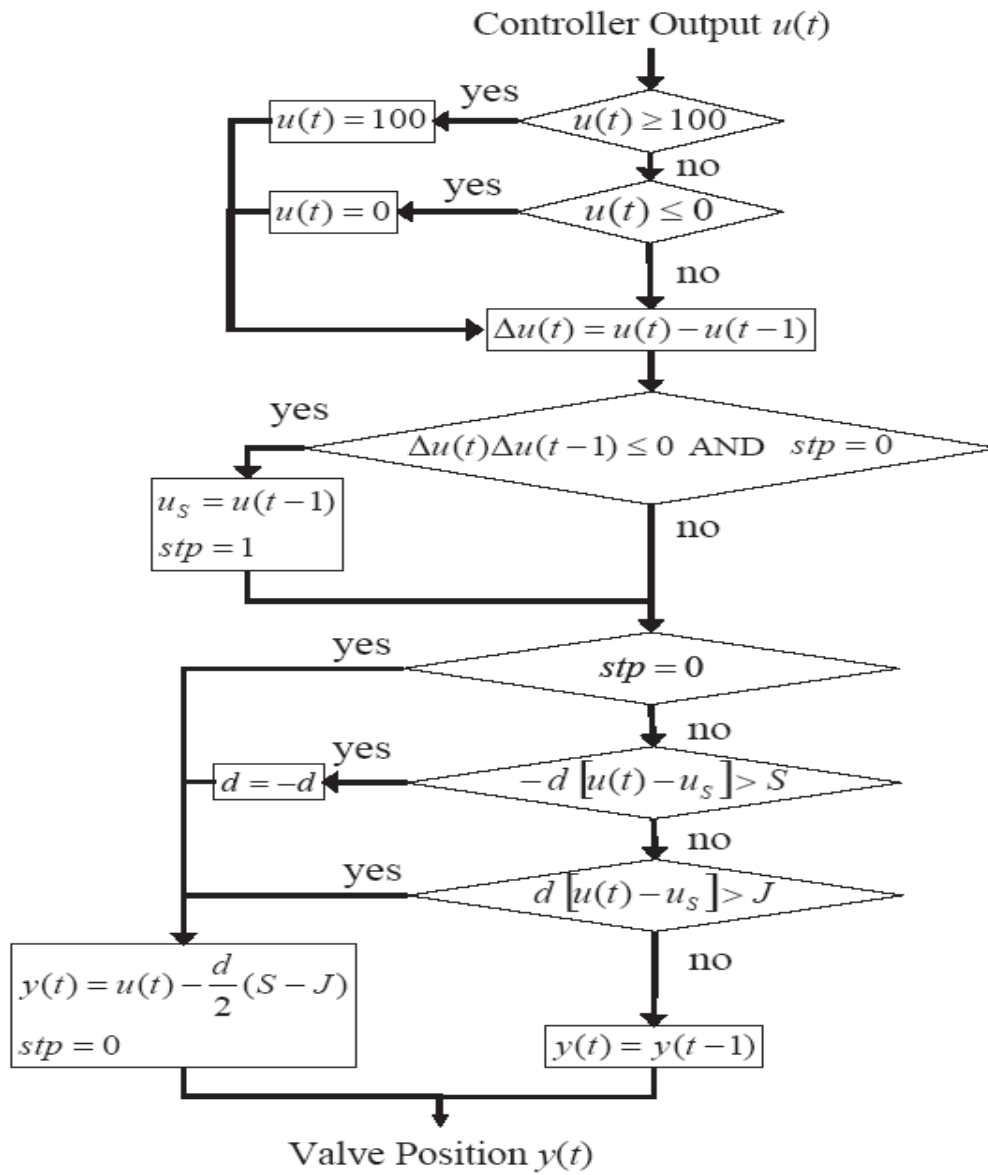 Controller Output u(t)
yes
u(t) = 100
u(t) ≥ 100
no
yes
u(t) = 0
u(t) ≤ 0
no
Δu(t) = u(t) − u(t − 1)
yes
Δu(t)Δu(t − 1) ≤ 0 AND stp = 0
u_S = u(t − 1)
stp = 1
no
yes
stp = 0
no
yes
d = −d
− d [u(t) − u_S] > S
no
yes
d [u(t) − u_S] > J
no
y(t) = u(t) − d/2 (S − J)
stp = 0
y(t) = y(t − 1)
Valve Position y(t)